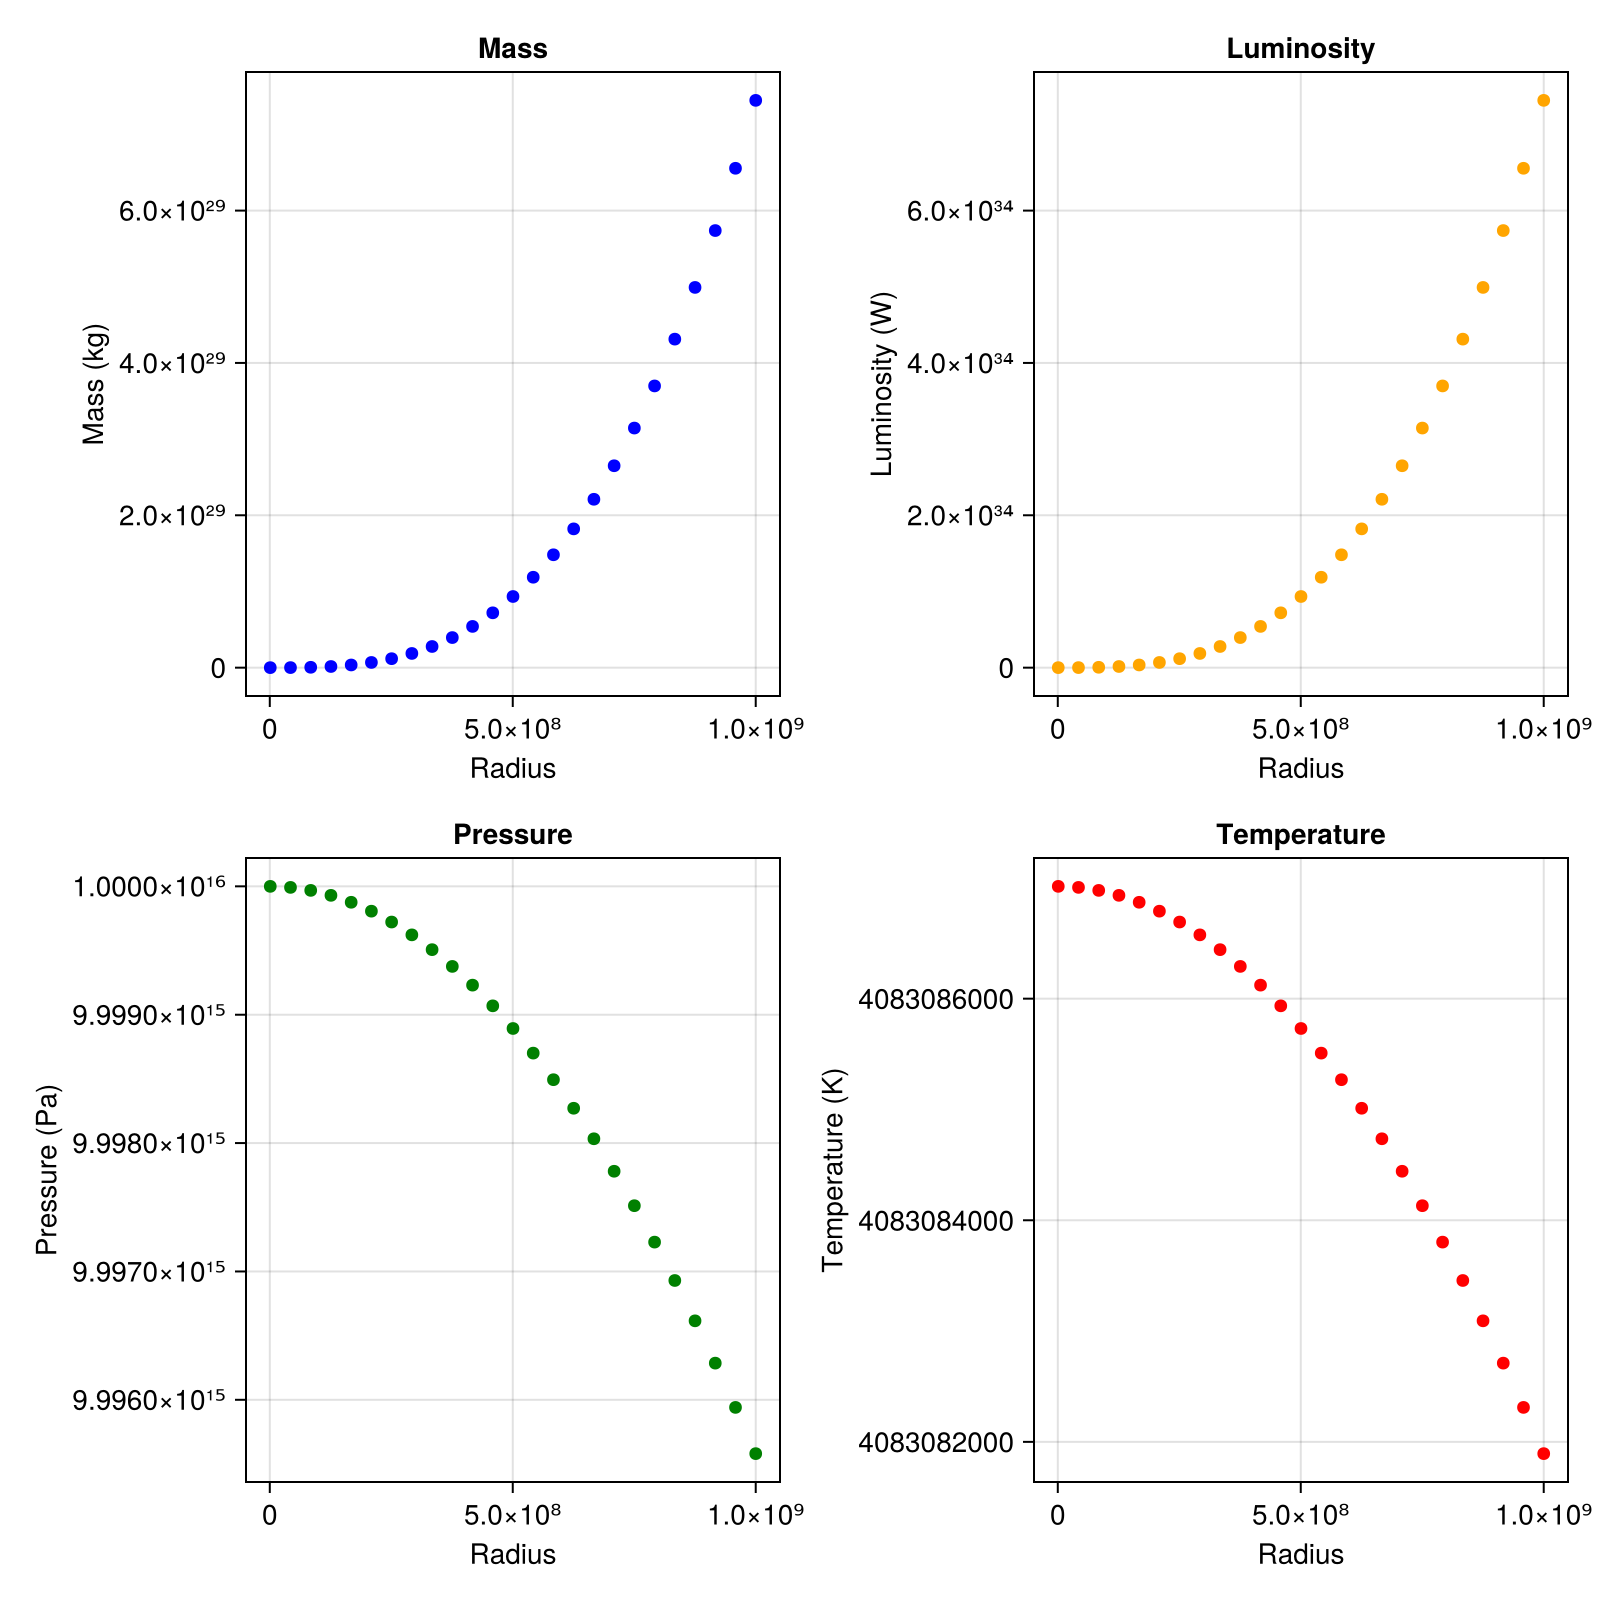 Mass
Mass (kg)
6.0×10²⁹
4.0×10²⁹
2.0×10²⁹
0
0
5.0×10⁸
1.0×10⁹
Radius
Luminosity
Luminosity (W)
6.0×10³⁴
4.0×10³⁴
2.0×10³⁴
0
0
5.0×10⁸
1.0×10⁹
Radius
Pressure
Pressure (Pa)
1.0000×10¹⁶
9.9990×10¹⁵
9.9980×10¹⁵
9.9970×10¹⁵
9.9960×10¹⁵
0
5.0×10⁸
1.0×10⁹
Radius
Temperature
Temperature (K)
4083086000
4083084000
4083082000
0
5.0×10⁸
1.0×10⁹
Radius